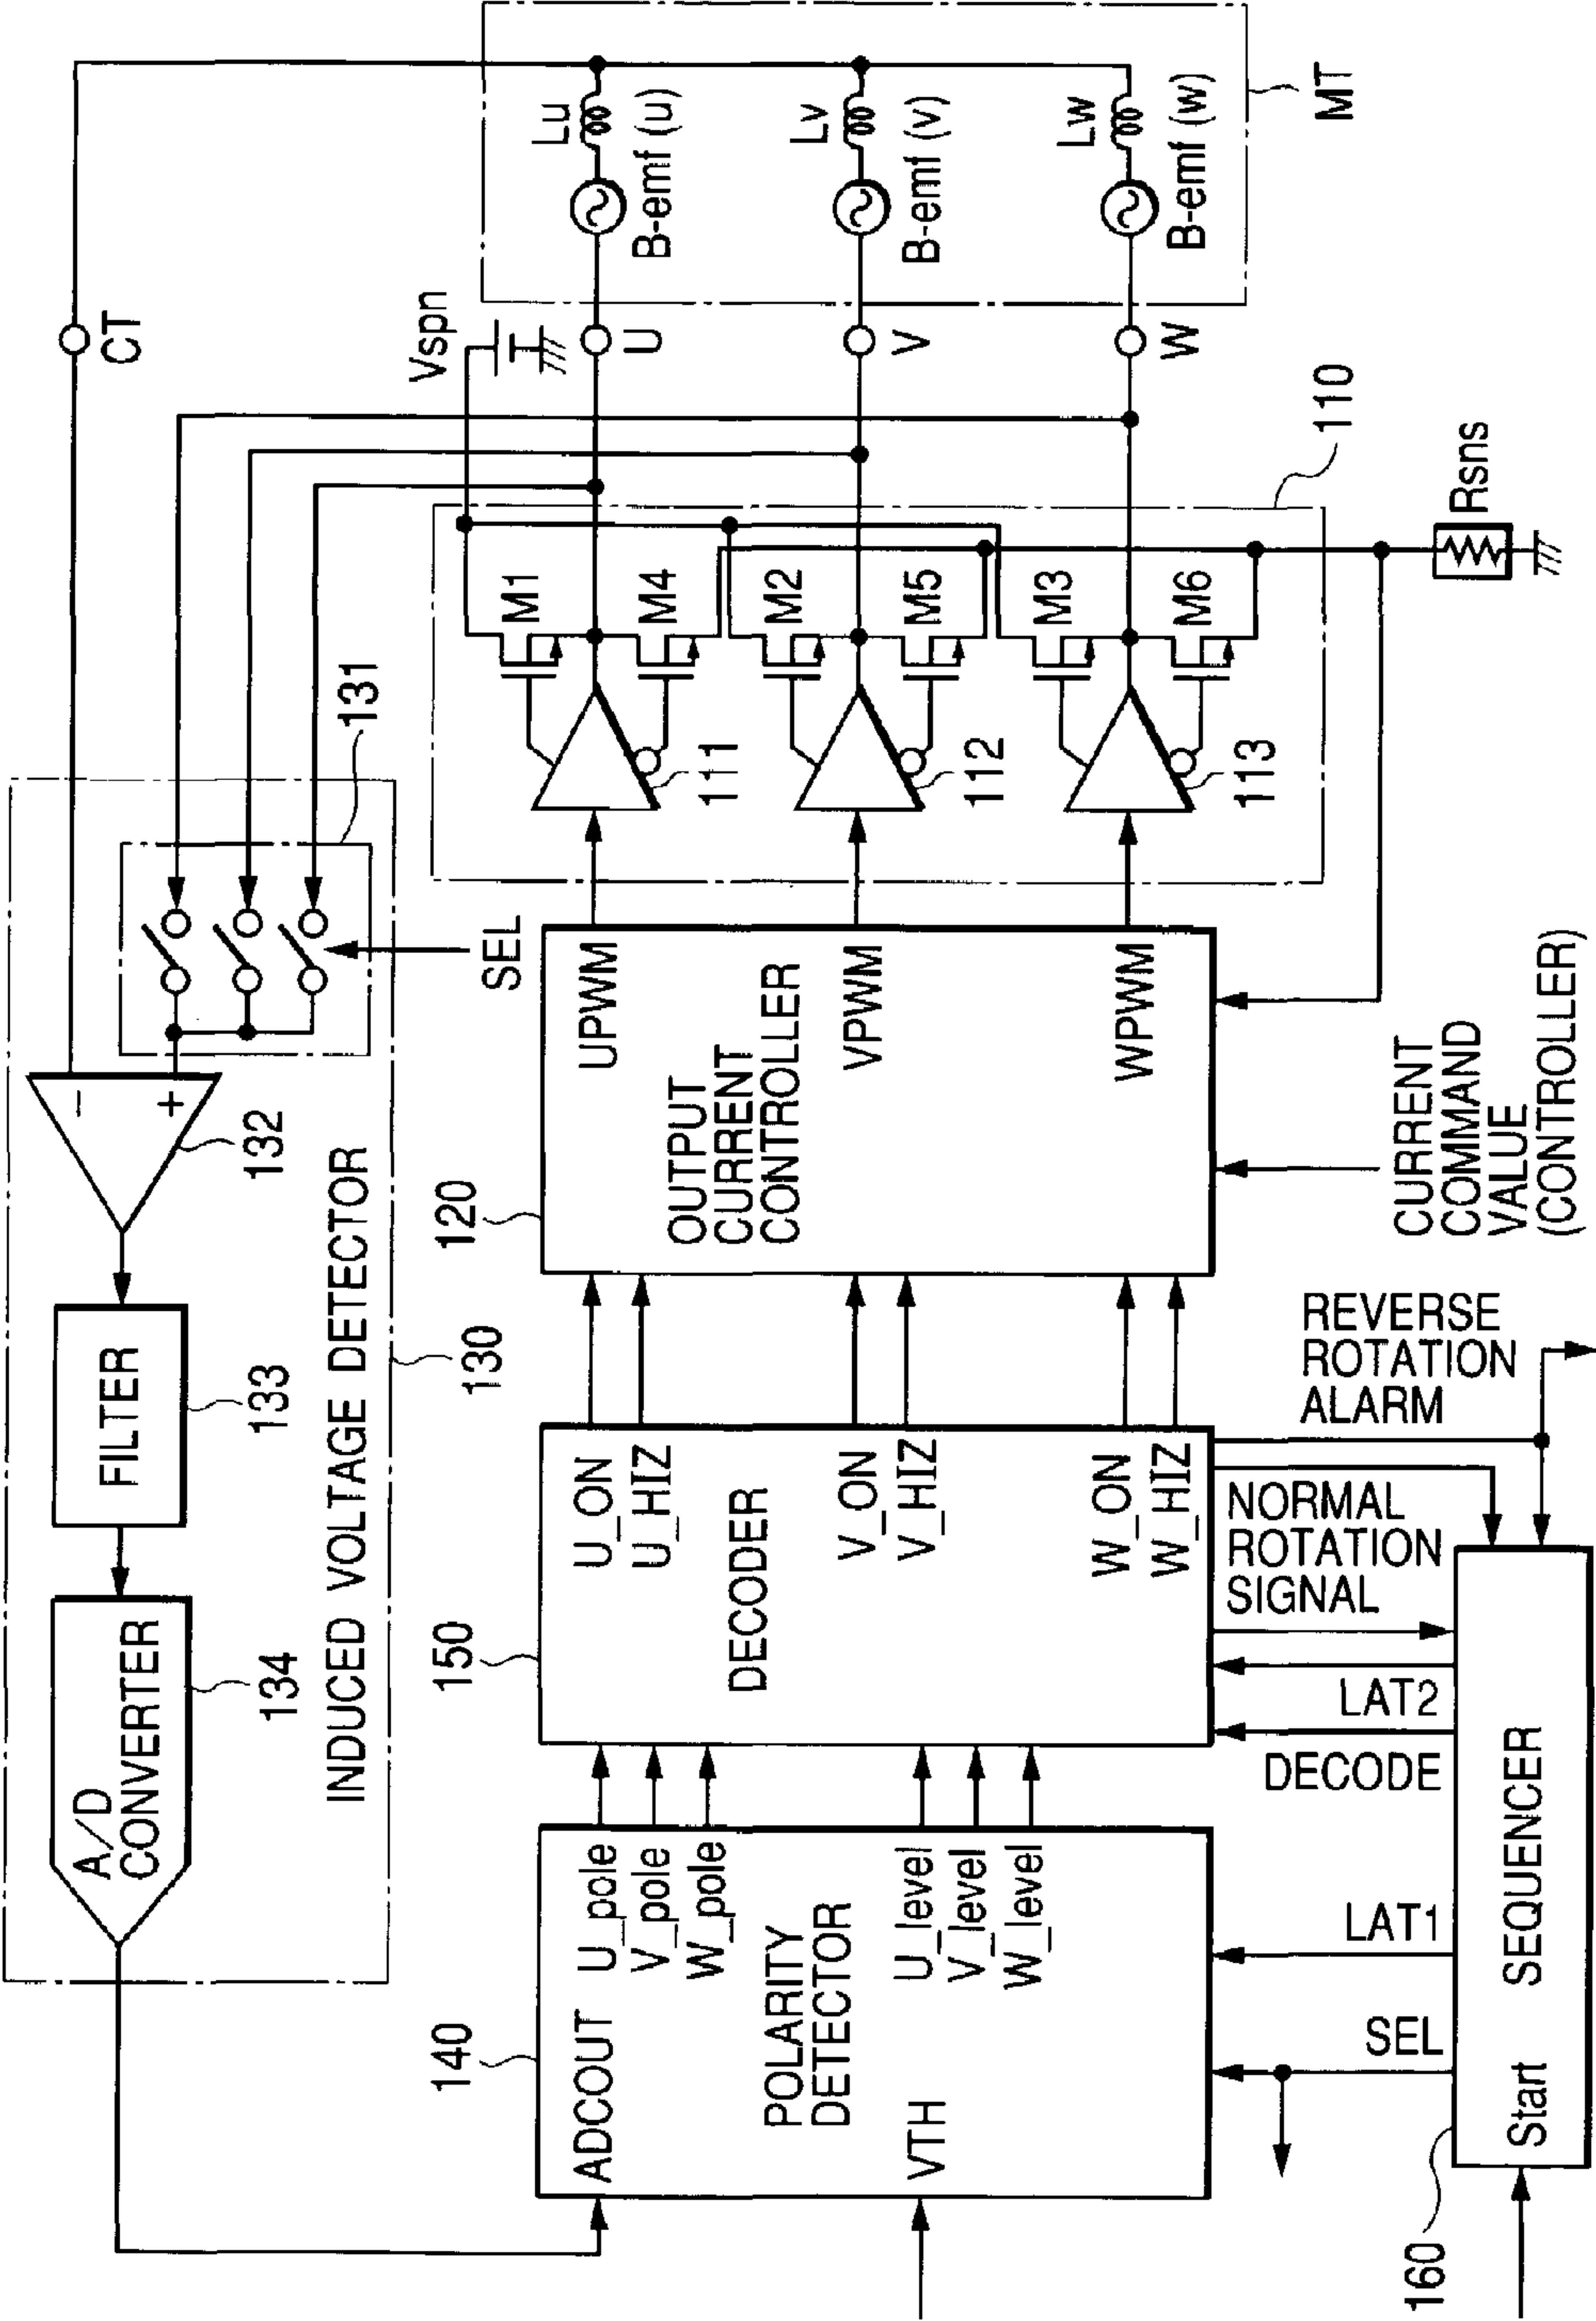 CT
A/D
CONVERTER
134
FILTER
133
132
−
+
131
SEL
INDUCED VOLTAGE DETECTOR
130
Vspn
MT
Lu
B-emf (u)
Lv
B-emf (v)
Lw
B-emf (w)
U
V
W
110
M1
M4
M2
M5
M3
M6
111
112
113
Rsns
140
ADCOUT
POLARITY
DETECTOR
VTH
U_pole
V_pole
W_pole
U_level
V_level
W_level
150
DECODER
U_ON
U_HIZ
V_ON
V_HIZ
W_ON
W_HIZ
120
OUTPUT
CURRENT
CONTROLLER
UPWM
VPWM
WPWM
CURRENT
COMMAND
VALUE
(CONTROLLER)
REVERSE
ROTATION
ALARM
NORMAL
ROTATION
SIGNAL
LAT2
DECODE
LAT1
SEL
160
Start
SEQUENCER